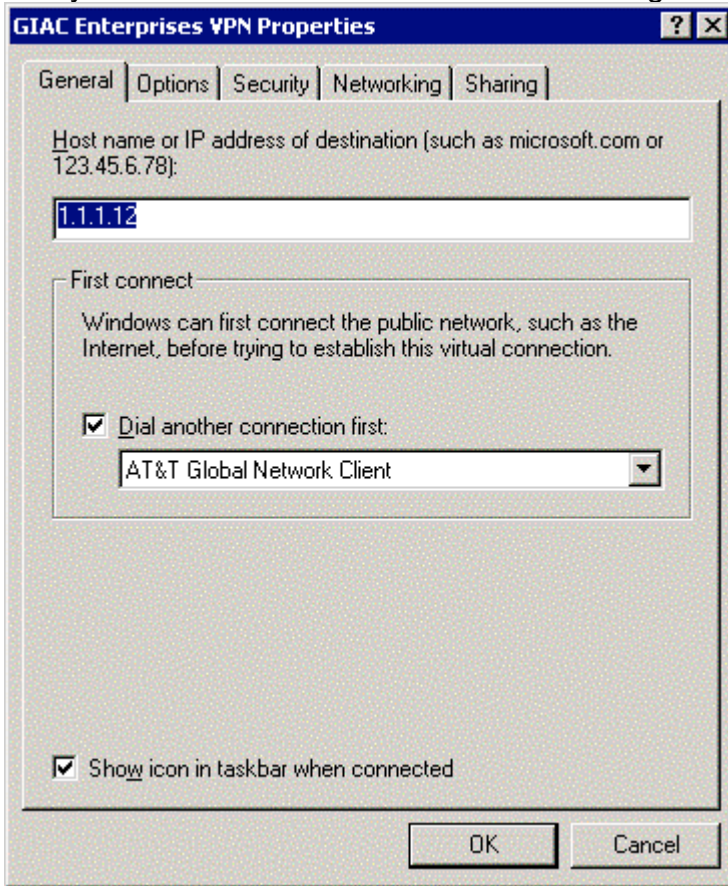 GIAC Enterprises VPN Properties
General Options Security Networking Sharing
Host name or IP address of destination (such as microsoft.com or
123.45.6.78):
1.1.1.12
First connect
Windows can first connect the public network, such as the
Internet, before trying to establish this virtual connection.
Dial another connection first:
AT&T Global Network Client
Show icon in taskbar when connected
OK Cancel